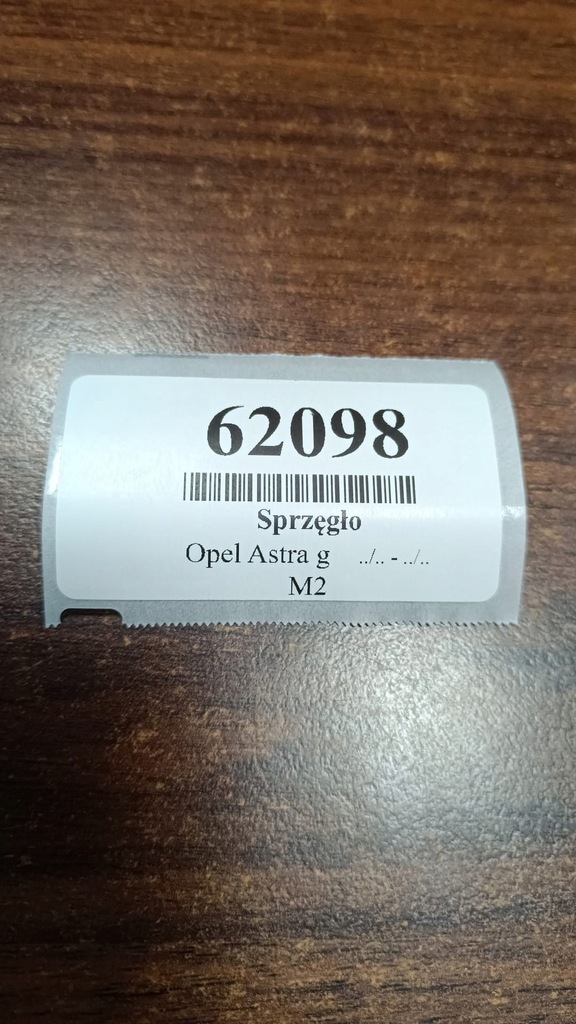 62098
Sprzęgło
Opel Astra g ../.. - ../..
M2